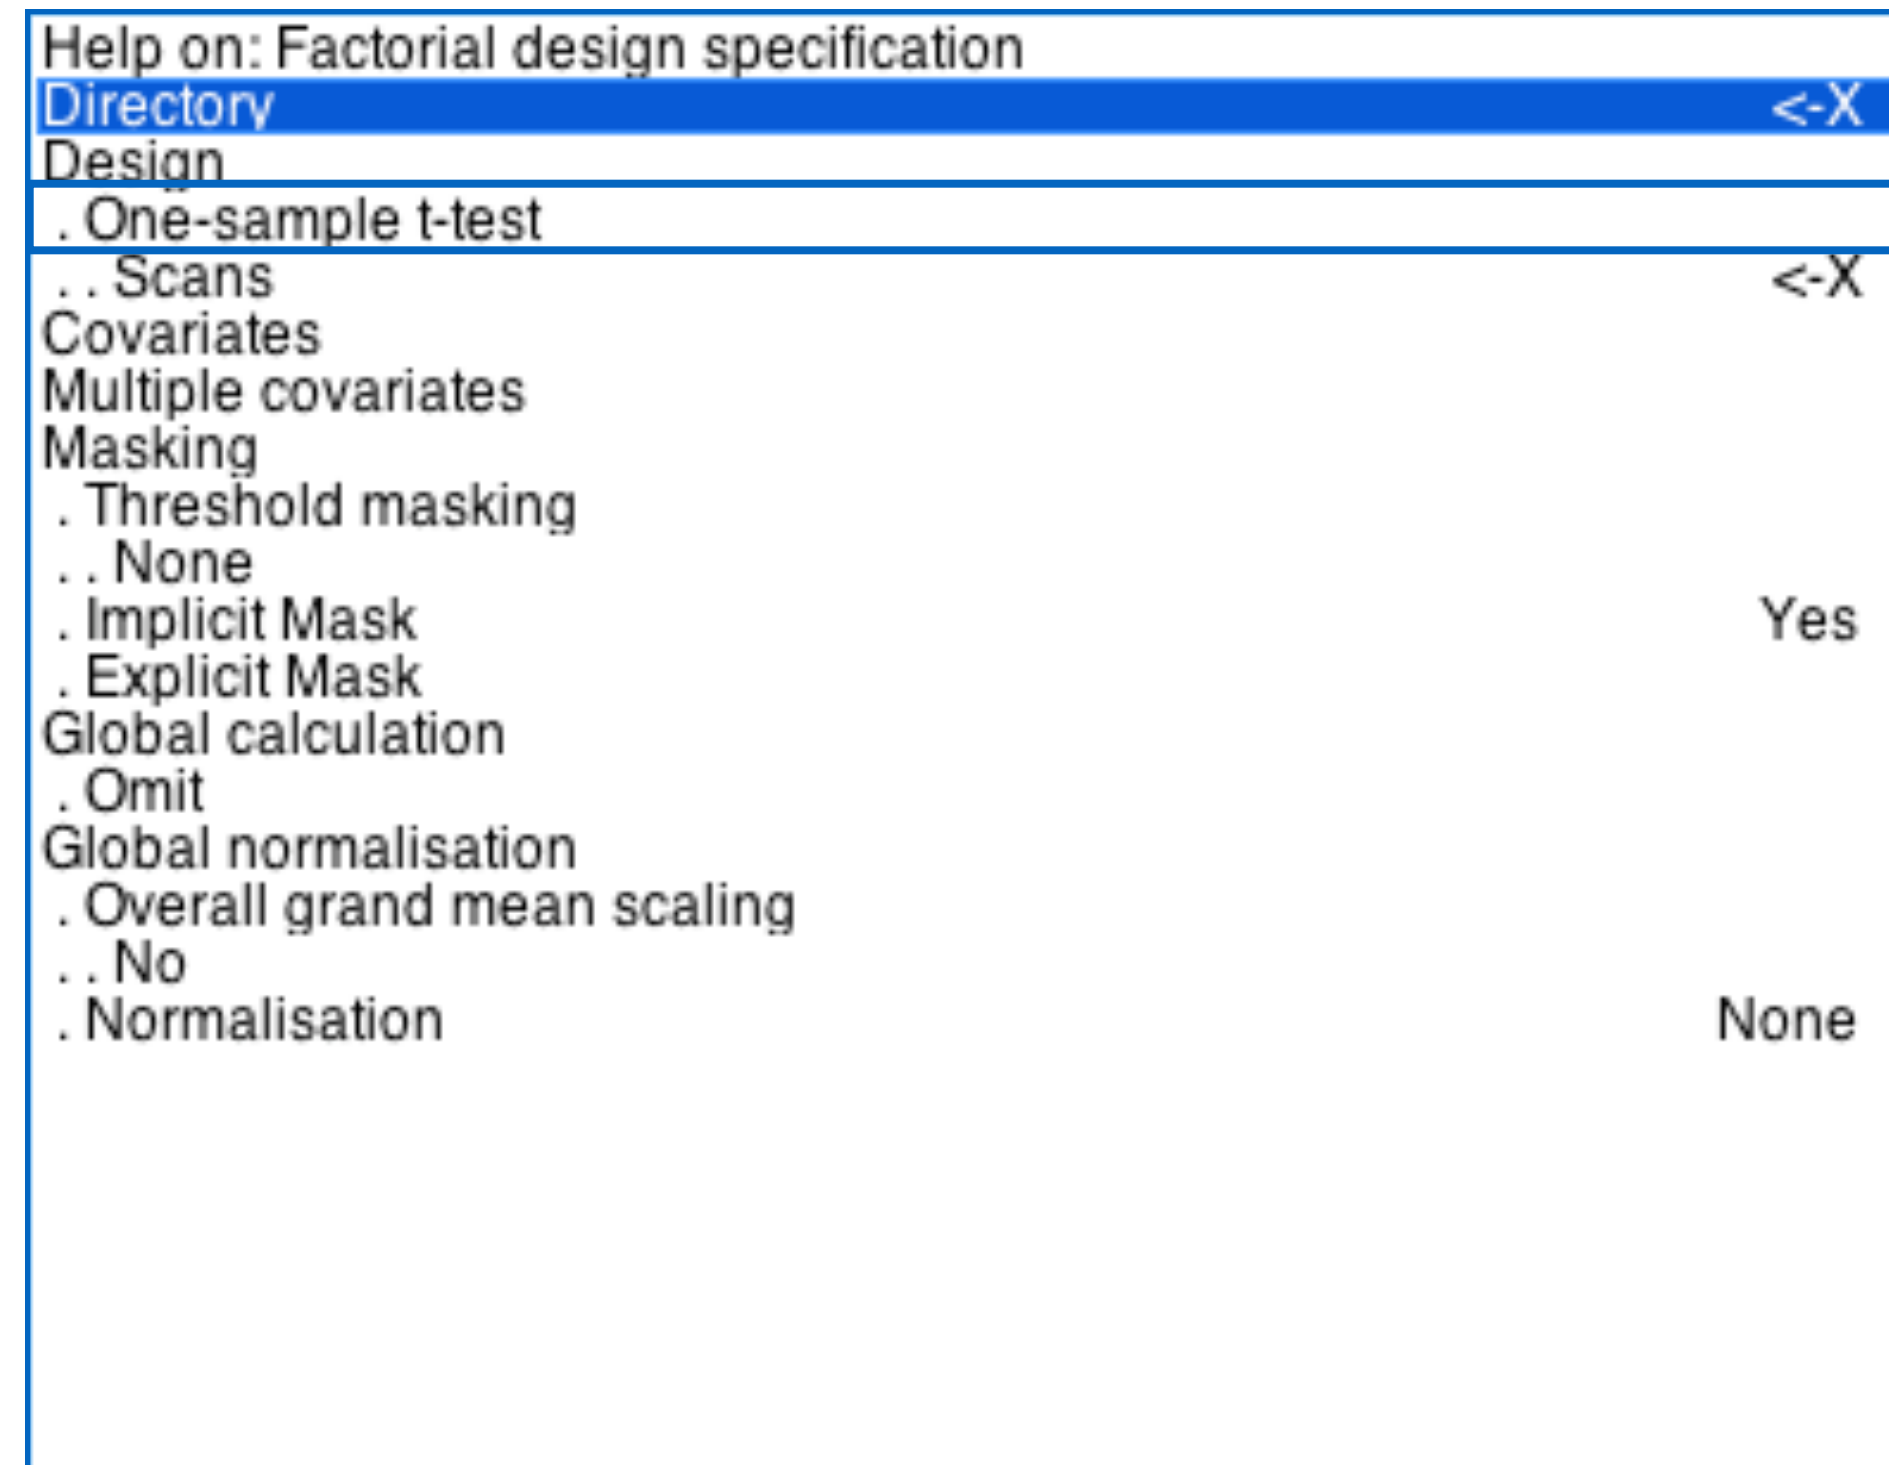 Help on: Factorial design specification
Directory <-X
Design
. One-sample t-test
. . Scans <-X
Covariates
Multiple covariates
Masking
. Threshold masking
. . None
. Implicit Mask Yes
. Explicit Mask
Global calculation
. Omit
Global normalisation
. Overall grand mean scaling
. . No
. Normalisation None